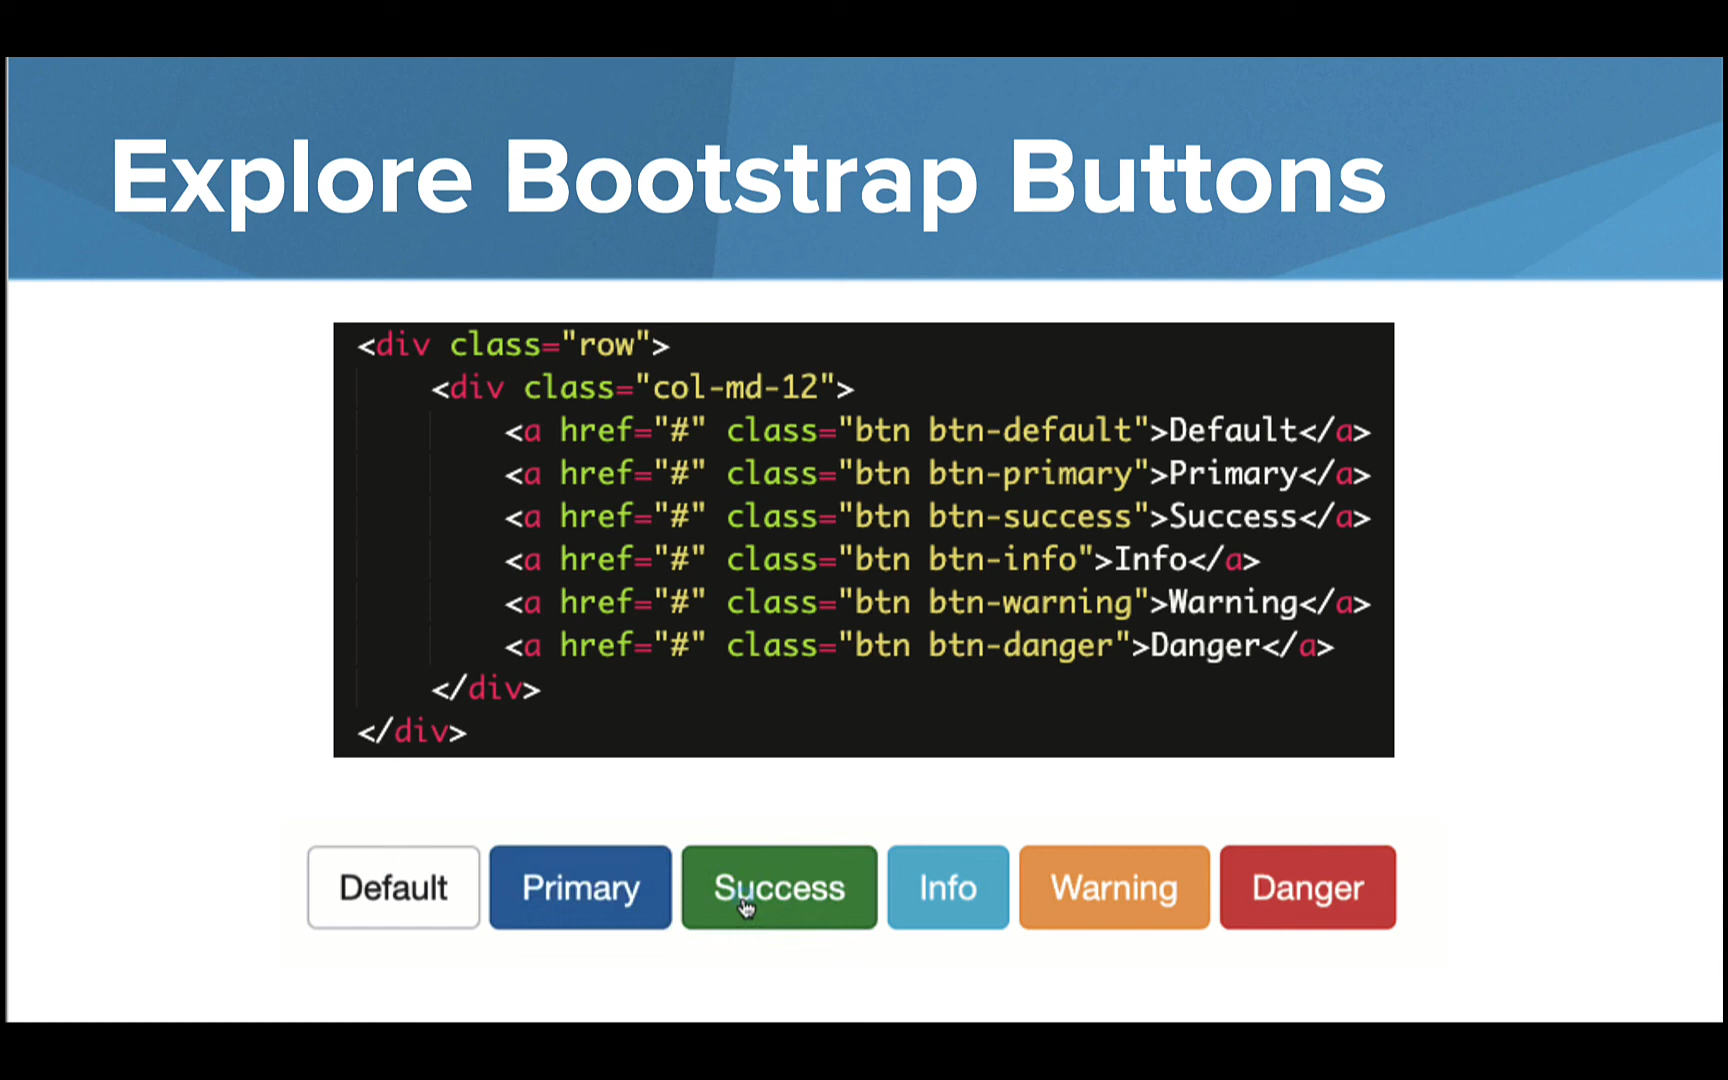 Explore Bootstrap Buttons
<div class="row">
<div class="col-md-12">
<a href="#" class="btn btn-default">Default</a>
<a href="#" class="btn btn-primary">Primary</a>
<a href="#" class="btn btn-success">Success</a>
<a href="#" class="btn btn-info">Info</a>
<a href="#" class="btn btn-warning">Warning</a>
<a href="#" class="btn btn-danger">Danger</a>
</div>
</div>
Default Primary Success Info Warning Danger